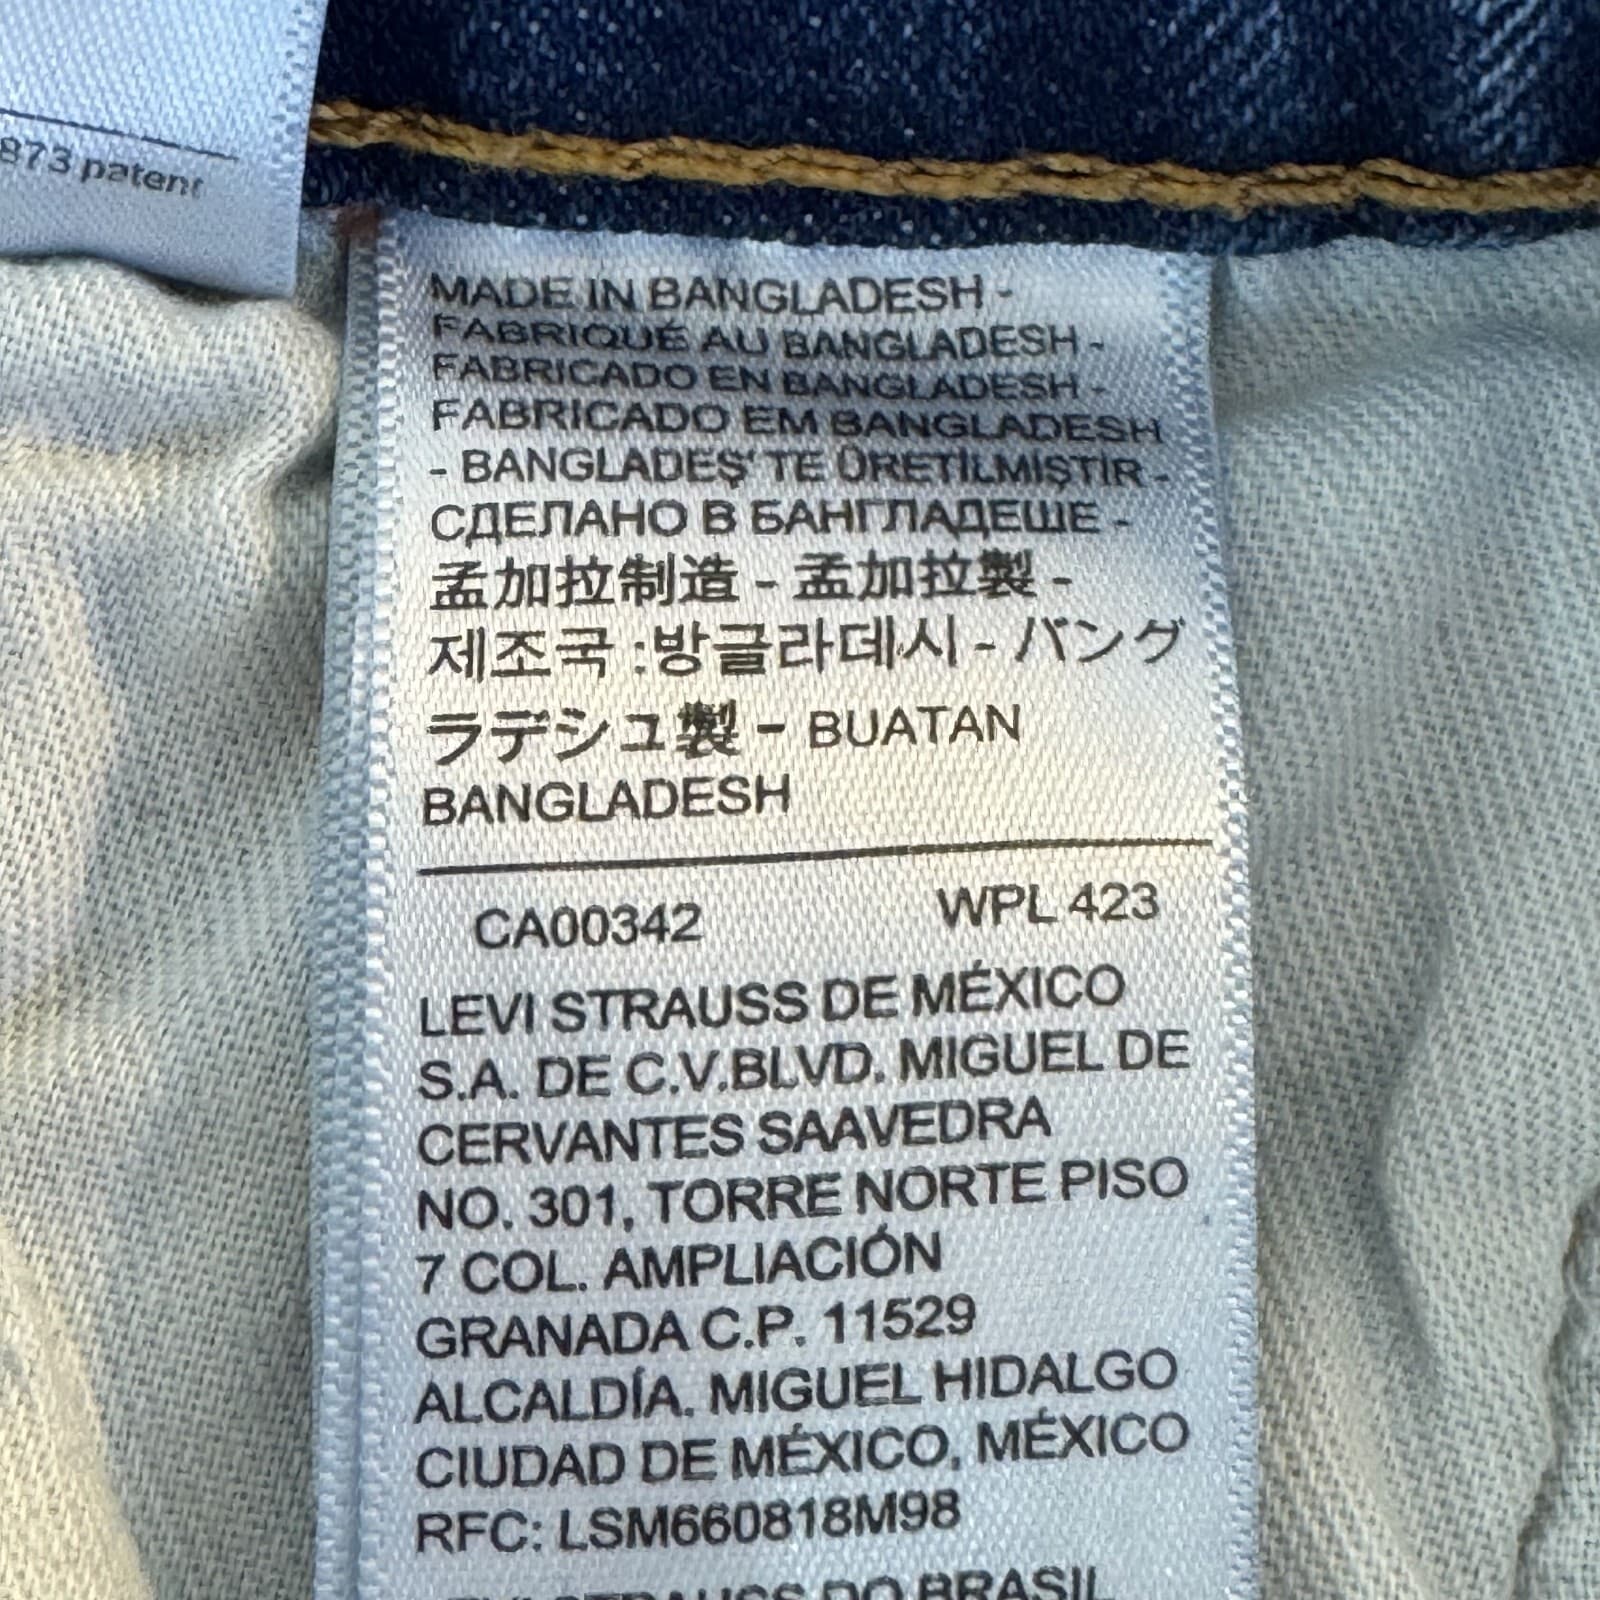 873 patent
MADE IN BANGLADESH -
FABRIQUÉ AU BANGLADESH -
FABRICADO EN BANGLADESH -
FABRICADO EM BANGLADESH
- BANGLADEŞ' TE ÜRETİLMİŞTİR -
СДЕЛАНО В БАНГЛАДЕШЕ -
孟加拉制造 - 孟加拉製 -
제조국 :방글라데시 - バング
ラデシュ製 - BUATAN
BANGLADESH
CA00342 WPL 423
LEVI STRAUSS DE MÉXICO
S.A. DE C.V.BLVD. MIGUEL DE
CERVANTES SAAVEDRA
NO. 301, TORRE NORTE PISO
7 COL. AMPLIACIÓN
GRANADA C.P. 11529
ALCALDÍA. MIGUEL HIDALGO
CIUDAD DE MÉXICO, MÉXICO
RFC: LSM660818M98
LEVI STRAUSS DO BRASIL